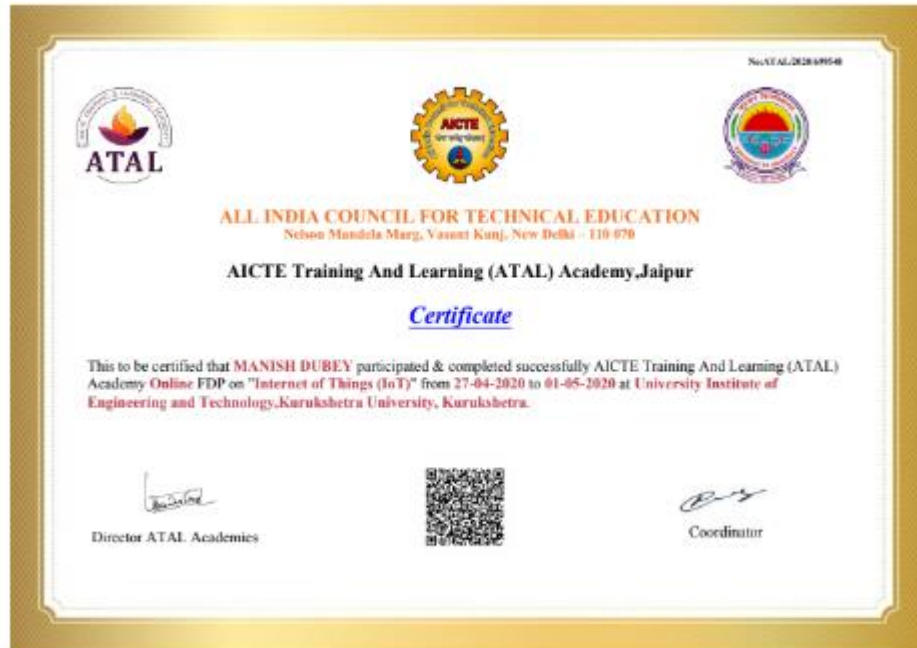 ATAL
AICTE
ALL INDIA COUNCIL FOR TECHNICAL EDUCATION
Nelson Mandela Marg, Vasant Kunj, New Delhi – 110 070
AICTE Training And Learning (ATAL) Academy,Jaipur
Certificate
This to be certified that MANISH DUBEY participated & completed successfully AICTE Training And Learning (ATAL)
Academy Online FDP on "Internet of Things (IoT)" from 27-04-2020 to 01-05-2020 at University Institute of
Engineering and Technology,Kurukshetra University, Kurukshetra.
Director ATAL Academies
Coordinator